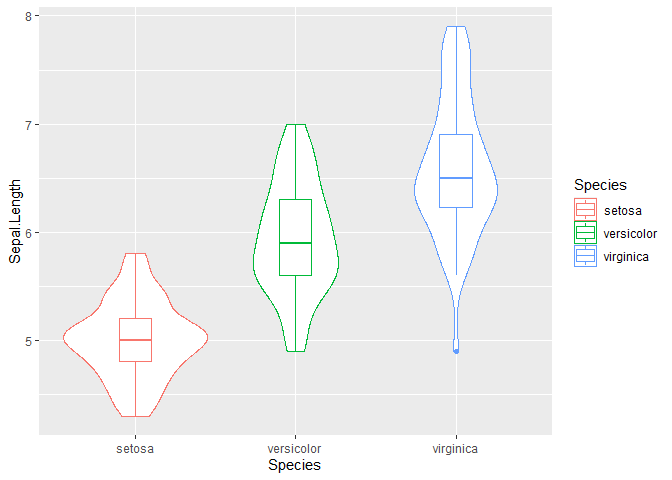 8
7
6
5
Sepal.Length
setosa
versicolor
virginica
Species
Species
setosa
versicolor
virginica